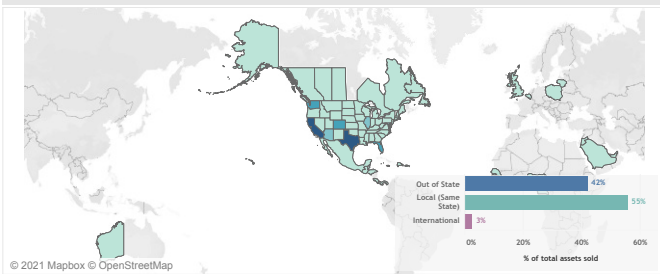 Out of State 42%
Local (Same
State) 55%
International 3%
0% 20% 40% 60%
% of total assets sold
© 2021 Mapbox © OpenStreetMap